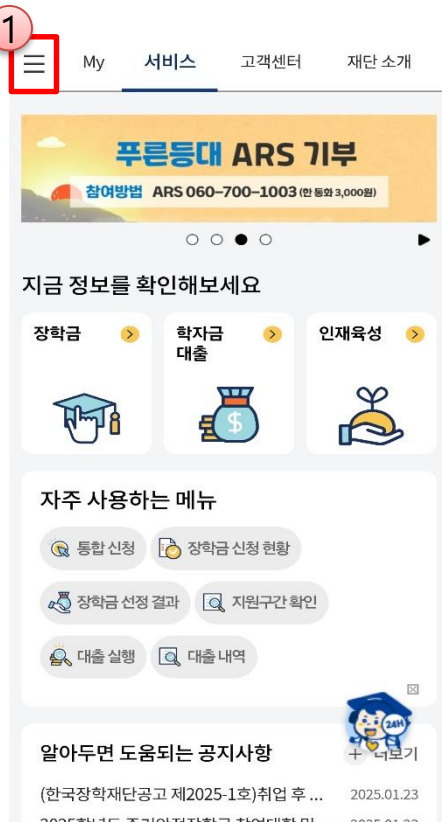 1
My 서비스 고객센터 재단 소개
푸른등대 ARS 기부
참여방법 ARS 060-700-1003 (한 통화 3,000원)
지금 정보를 확인해보세요
장학금
학자금
대출
인재육성
$
자주 사용하는 메뉴
통합 신청 장학금 신청 현황
장학금 선정 결과 지원구간 확인
대출 실행 대출 내역
24H
알아두면 도움되는 공지사항 + 더보기
(한국장학재단공고 제2025-1호)취업 후 ... 2025.01.23